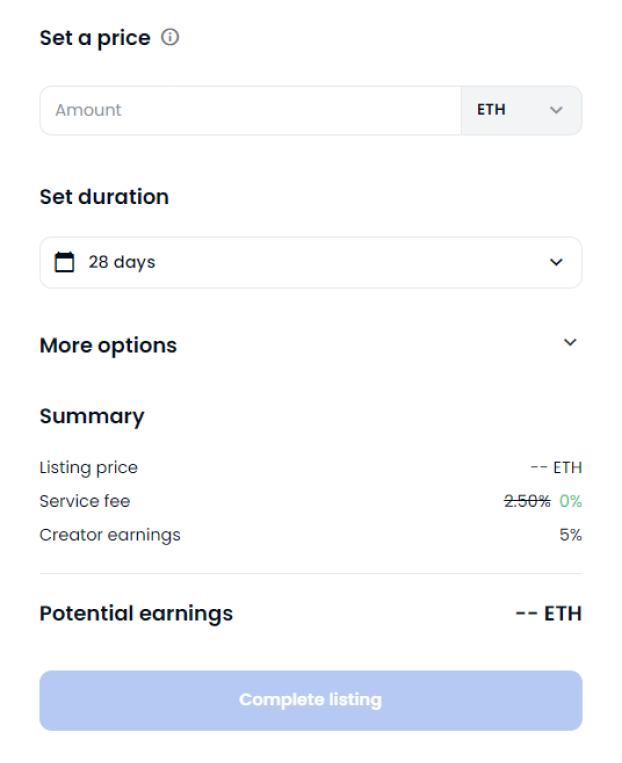 Set a price
Amount ETH
Set duration
28 days
More options
Summary
Listing price -- ETH
Service fee 2.50% 0%
Creator earnings 5%
Potential earnings -- ETH
Complete listing